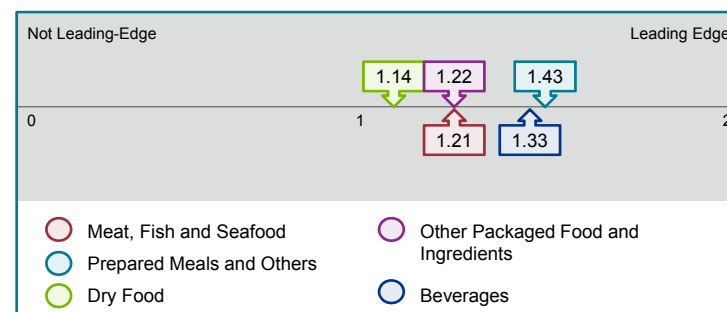 Not Leading-Edge
Leading Edge
1.14
1.22
1.43
0
1
2
1.21
1.33
Meat, Fish and Seafood
Prepared Meals and Others
Dry Food
Other Packaged Food and
Ingredients
Beverages